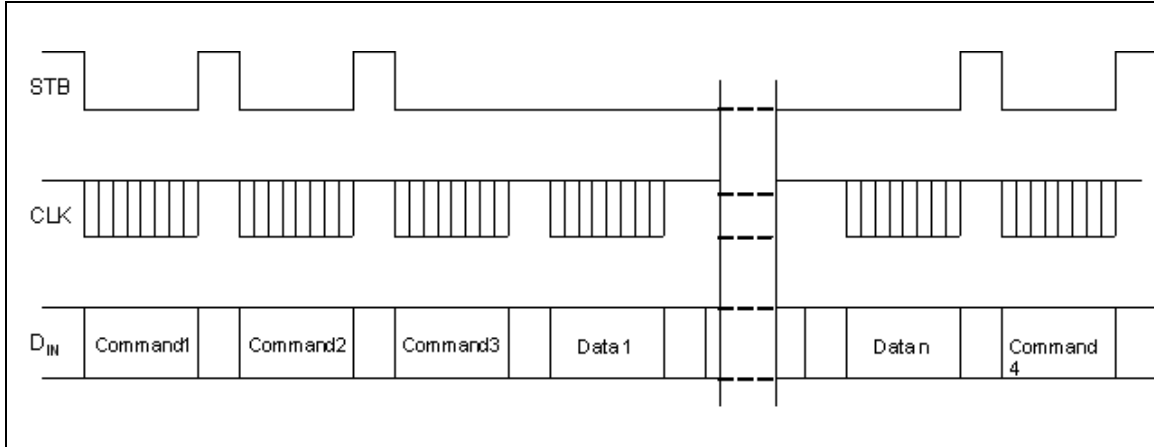 STB
CLK
DIN
Command1
Command2
Command3
Data 1
Data n
Command
4